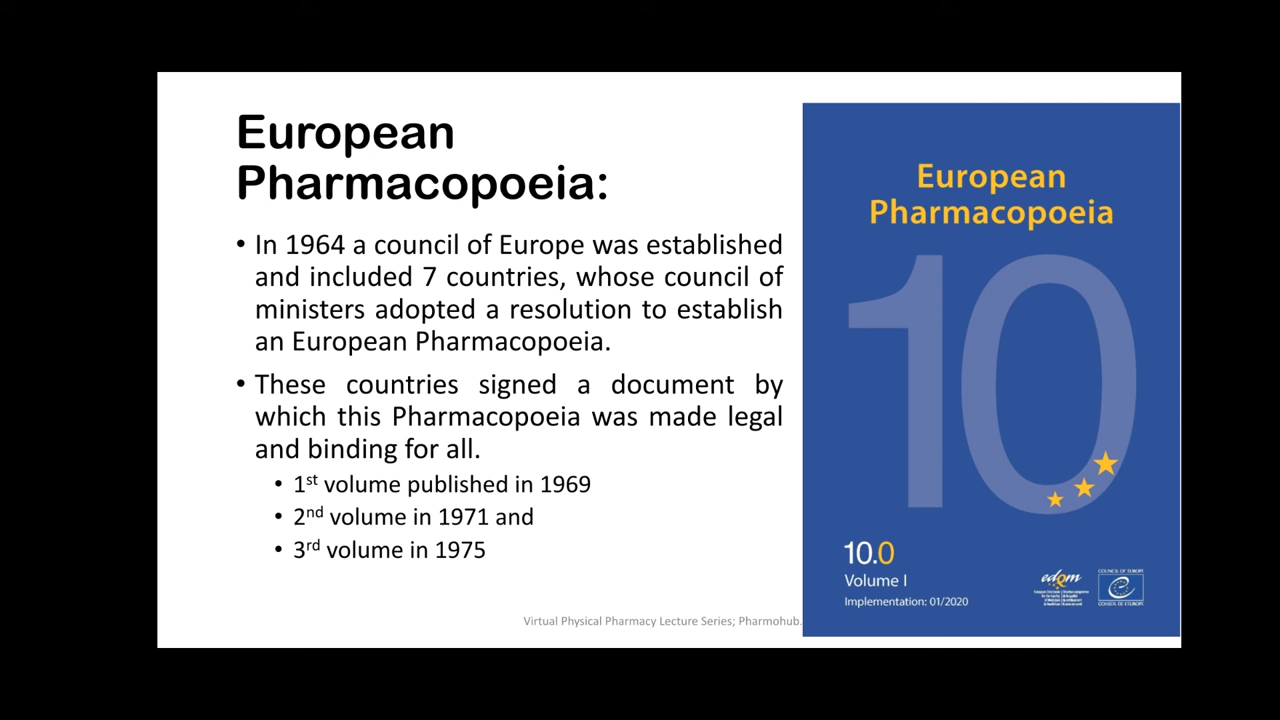 European
Pharmacopoeia:
• In 1964 a council of Europe was established
and included 7 countries, whose council of
ministers adopted a resolution to establish
an European Pharmacopoeia.
• These countries signed a document by
which this Pharmacopoeia was made legal
and binding for all.
• 1st volume published in 1969
• 2nd volume in 1971 and
• 3rd volume in 1975
Virtual Physical Pharmacy Lecture Series; Pharmohub.
European
Pharmacopoeia
10
10.0
Volume I
Implementation: 01/2020
edqm
COUNCIL OF EUROPE
CONSEIL DE L'EUROPE